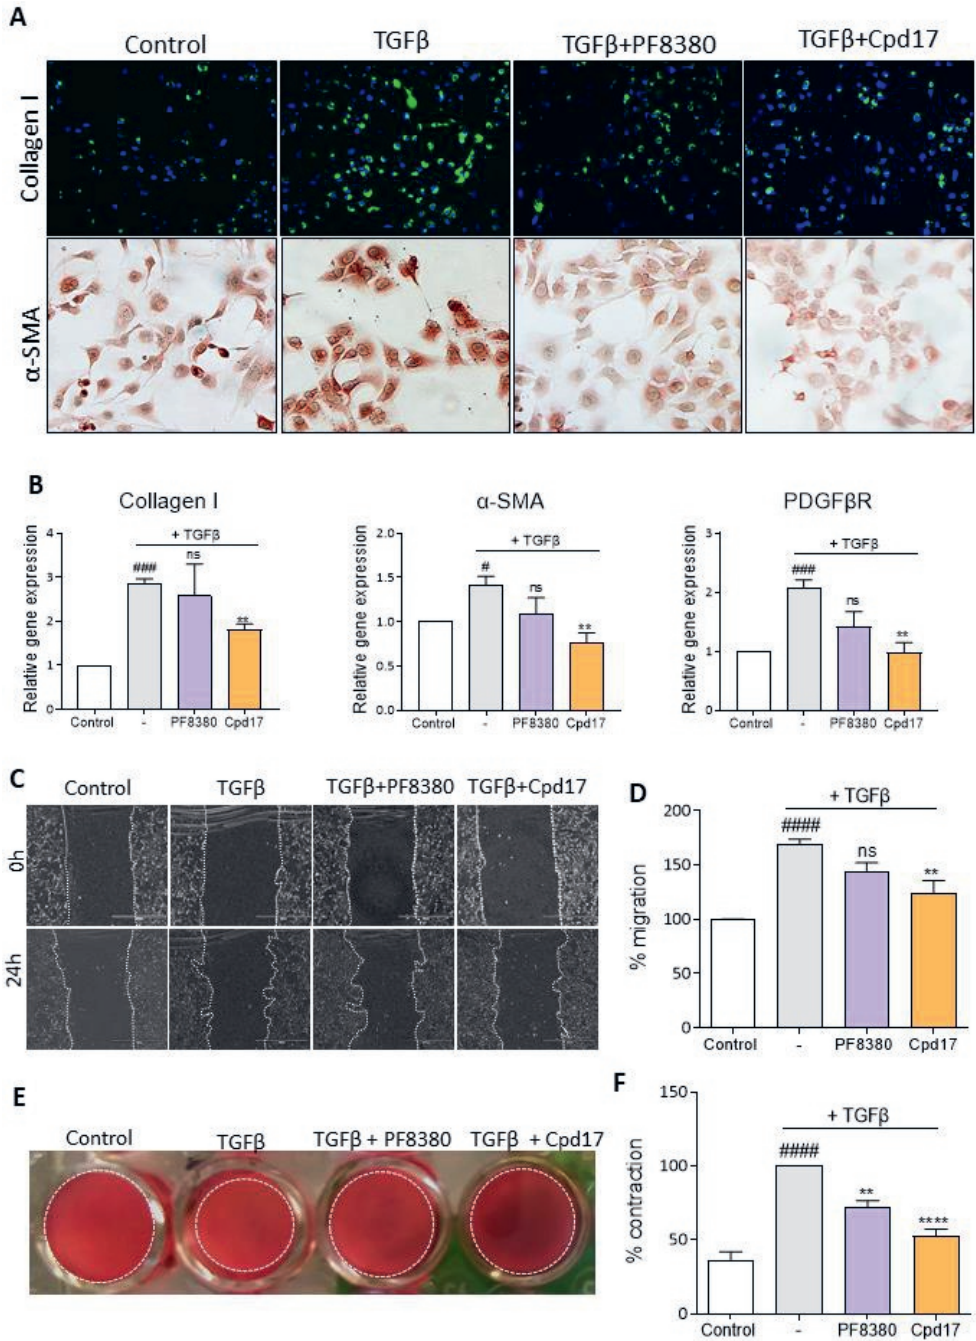 A
Control TGFβ TGFβ+PF8380 TGFβ+Cpd17
Collagen I
α-SMA
B
Collagen I
Relative gene expression
4
3
2
1
0
+ TGFβ
###
ns
**
Control - PF8380 Cpd17
α-SMA
Relative gene expression
2.0
1.5
1.0
0.5
0.0
+ TGFβ
#
ns
**
Control - PF8380 Cpd17
PDGFβR
Relative gene expression
3
2
1
0
+ TGFβ
###
ns
**
Control - PF8380 Cpd17
C
Control TGFβ TGFβ+PF8380 TGFβ+Cpd17
0h
24h
D
% migration
200
150
100
50
0
+ TGFβ
####
ns
**
Control - PF8380 Cpd17
E
Control TGFβ TGFβ + PF8380 TGFβ + Cpd17
F
% contraction
150
100
50
0
+ TGFβ
####
**
****
Control - PF8380 Cpd17